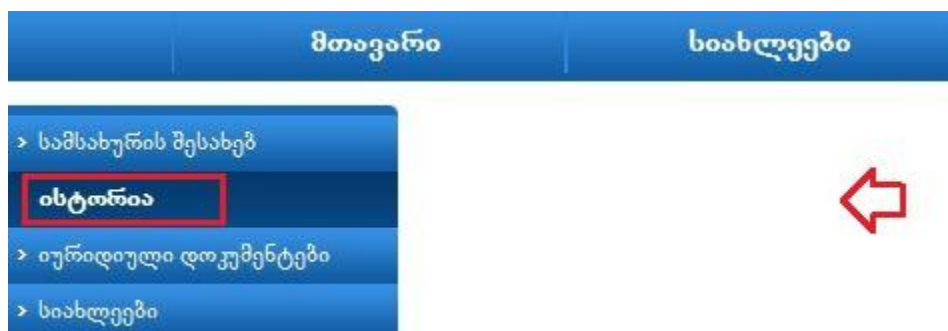 მთავარი სიახლეები
> სამსახურის შესახებ
ისტორია
> იურიდიული დოკუმენტები
> სიახლეები